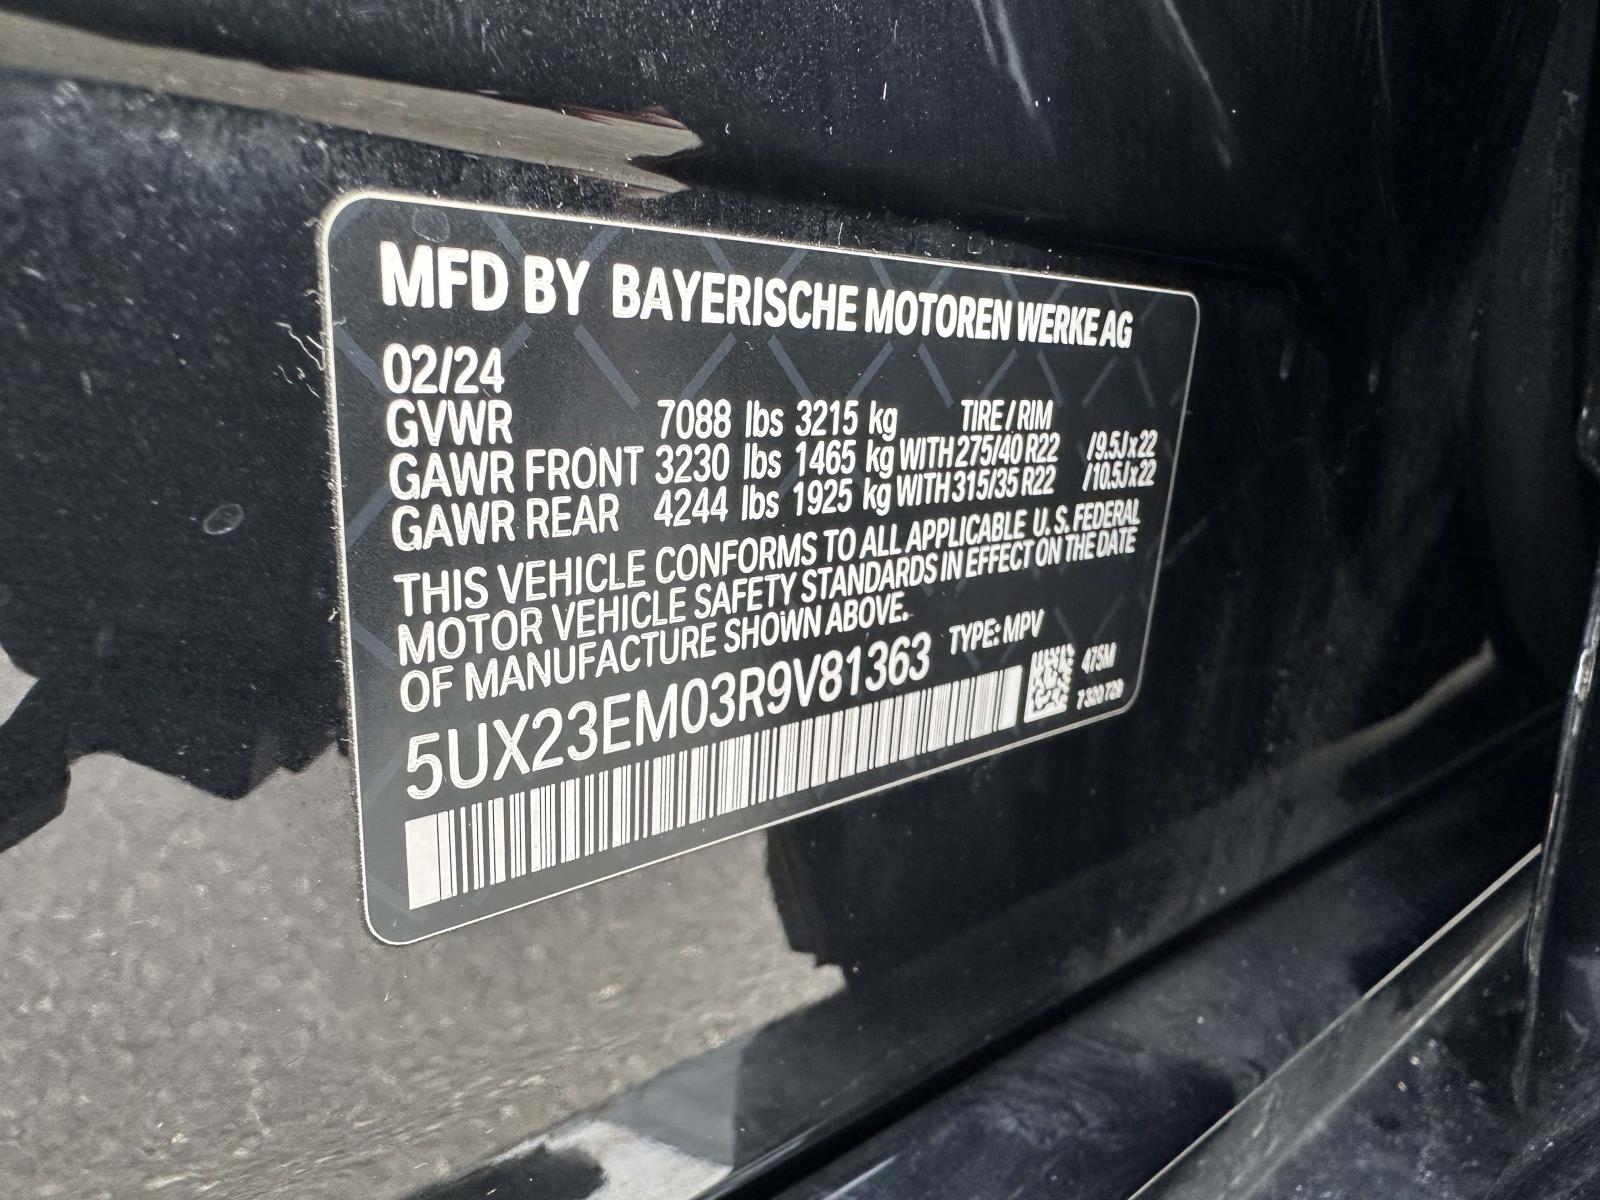 MFD BY BAYERISCHE MOTOREN WERKE AG
02/24
GVWR 7088 lbs 3215 kg TIRE / RIM
GAWR FRONT 3230 lbs 1465 kg WITH 275/40 R22 /9.5Jx22
GAWR REAR 4244 lbs 1925 kg WITH 315/35 R22 /10.5Jx22
THIS VEHICLE CONFORMS TO ALL APPLICABLE U.S. FEDERAL
MOTOR VEHICLE SAFETY STANDARDS IN EFFECT ON THE DATE
OF MANUFACTURE SHOWN ABOVE.
5UX23EM03R9V81363 TYPE: MPV
475M